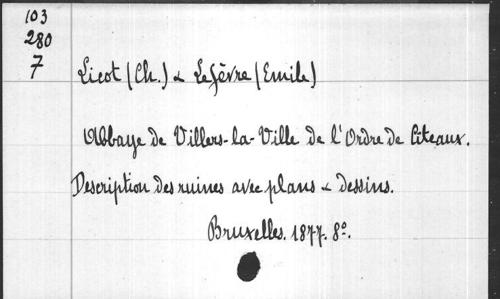 103
280
7
Licot (Ch.) & Lefèvre (Emile)
Abbaye de Villers-la-Ville de l'Ordre de Citeaux.
Description des ruines avec plans & dessins.
Bruxelles. 1877. 8º.